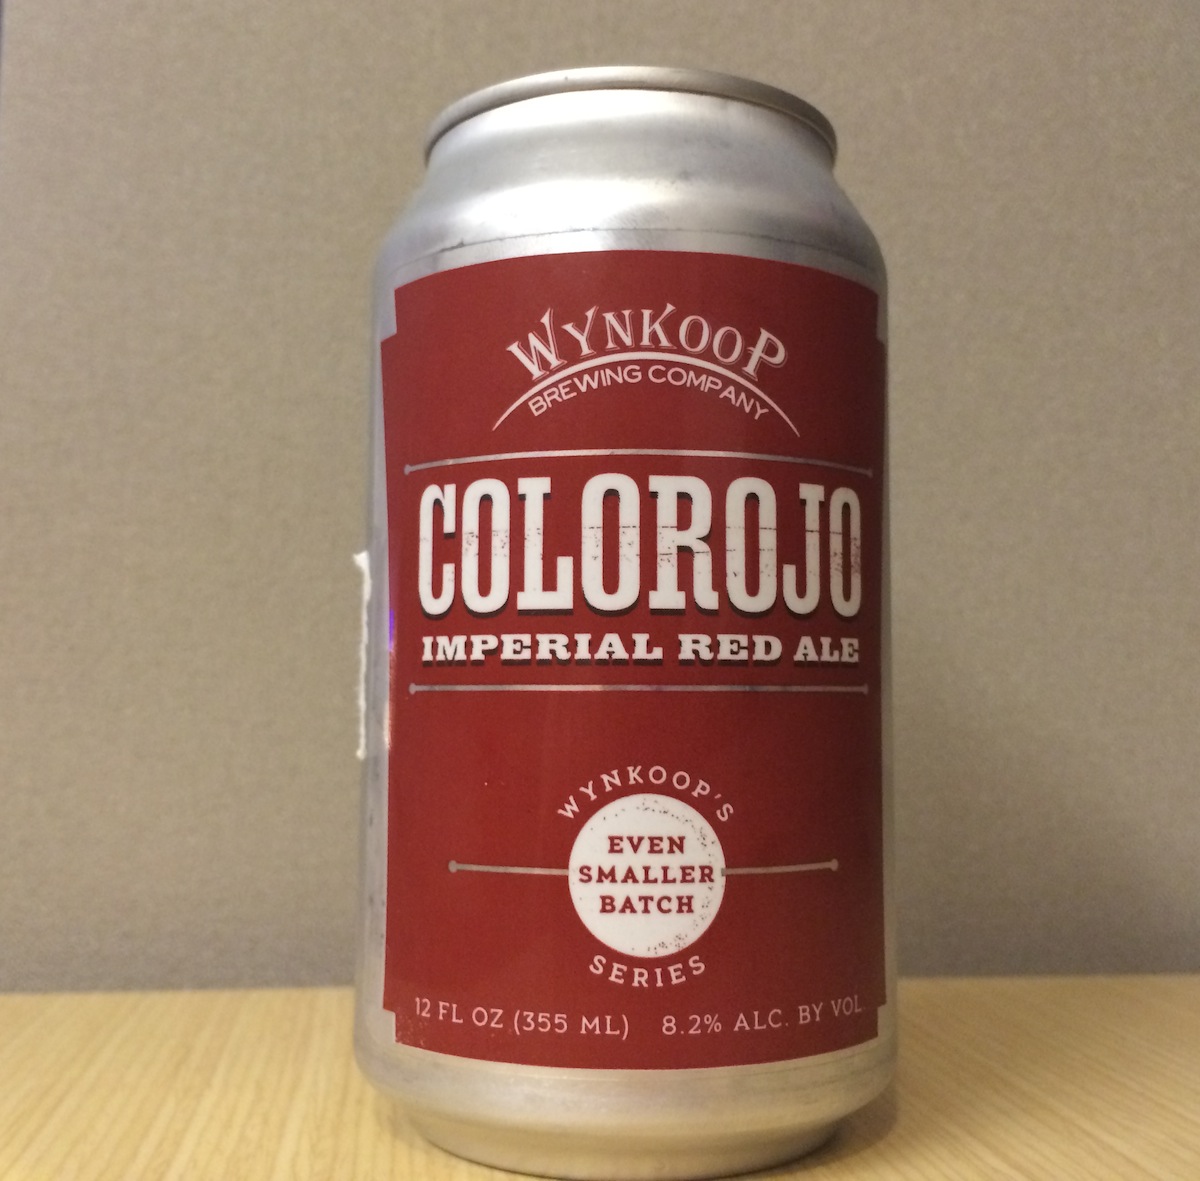 WYNKOOP
BREWING COMPANY
COLOROJO
IMPERIAL RED ALE
WYNKOOP'S
EVEN
SMALLER
BATCH
SERIES
12 FL OZ (355 ML) 8.2% ALC. BY VOL.